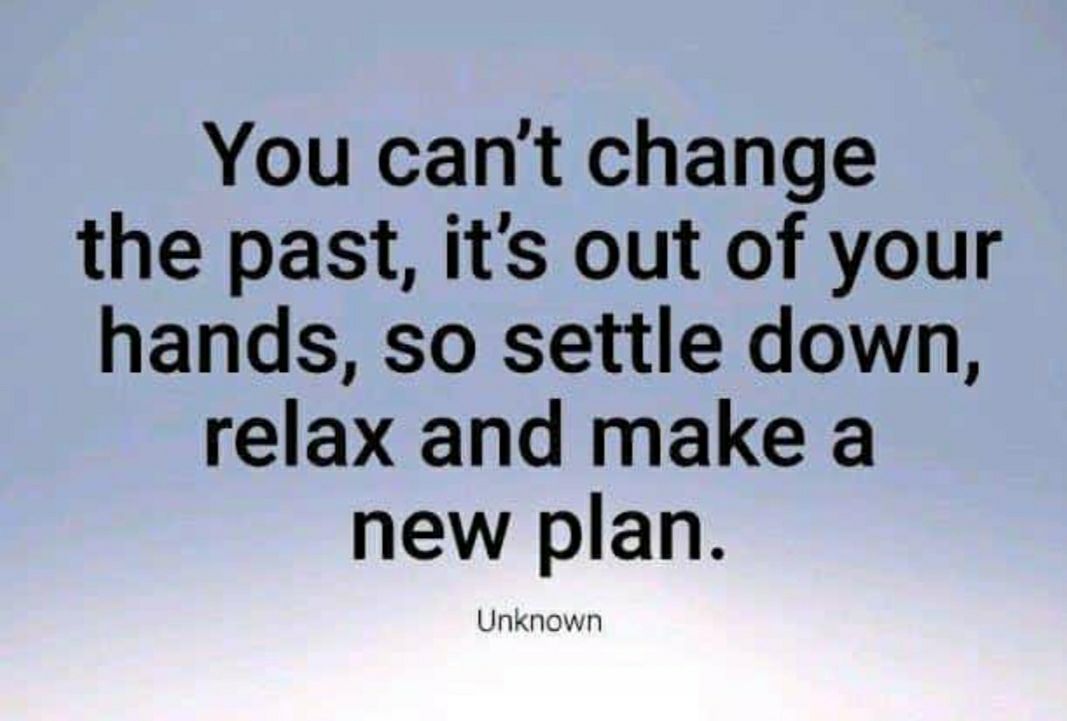 You can’t change
the past, it’s out of your
hands, so settle down,
relax and make a
new plan.
Unknown